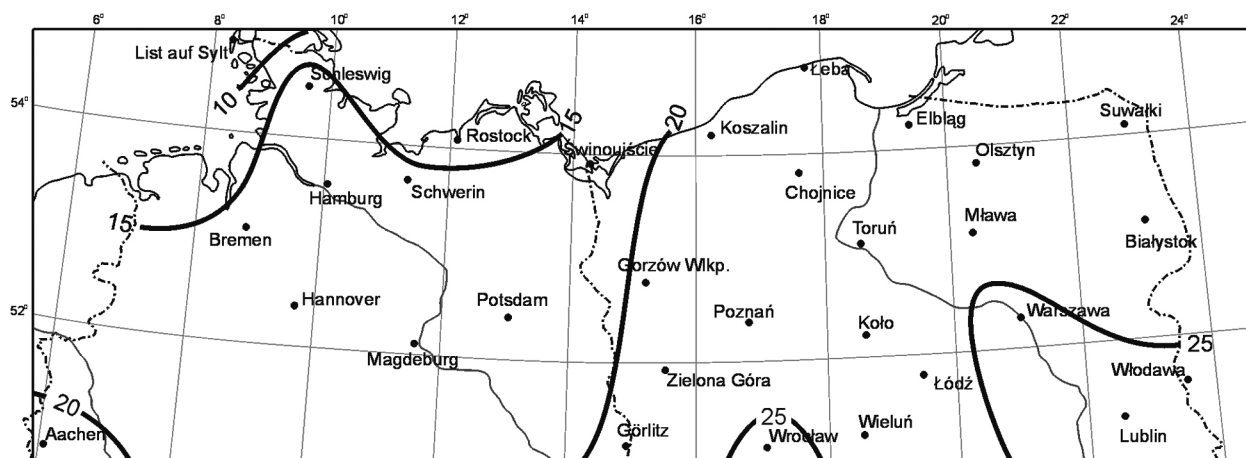 6° 8° 10° 12° 14° 16° 18° 20° 22° 24°
List auf Sylt
Łeba
Schleswig
10
54°
15
20
Suwałki
Elbląg
Rostock
Koszalin
Świnoujście
Olsztyn
Chojnice
Hamburg
Schwerin
15
Mława
Toruń
Białystok
Bremen
Gorzów Wlkp.
Hannover
Potsdam
52°
Poznań
Warszawa
Koło
25
Magdeburg
Włodawa
Zielona Góra
Łódź
20
25
Wieluń
Aachen
Görlitz
Wrocław
Lublin